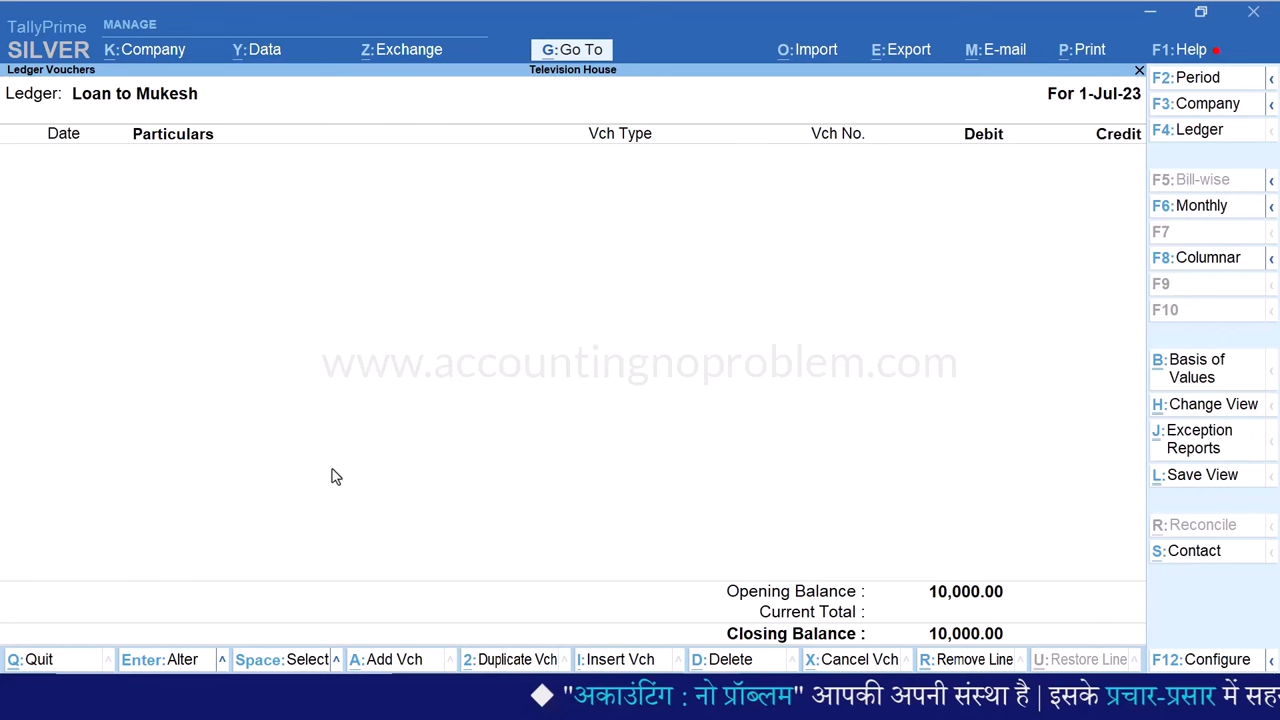 TallyPrime
MANAGE
SILVER
K:Company
Y:Data
Z:Exchange
G:Go To
O:Import
E:Export
M:E-mail
P:Print
F1:Help
Ledger Vouchers
Television House
Ledger: Loan to Mukesh
For 1-Jul-23
Date Particulars Vch Type Vch No. Debit Credit
www.accountingnoproblem.com
Opening Balance : 10,000.00
Current Total :
Closing Balance : 10,000.00
F2:Period
F3:Company
F4:Ledger
F5:Bill-wise
F6:Monthly
F7
F8:Columnar
F9
F10
B:Basis of
Values
H:Change View
J:Exception
Reports
L:Save View
R:Reconcile
S:Contact
Q:Quit
Enter:Alter
Space:Select
A:Add Vch
2:Duplicate Vch
I:Insert Vch
D:Delete
X:Cancel Vch
R:Remove Line
U:Restore Line
F12:Configure
"अकाउंटिंग : नो प्रॉब्लम" आपकी अपनी संस्था है | इसके प्रचार-प्रसार में सह